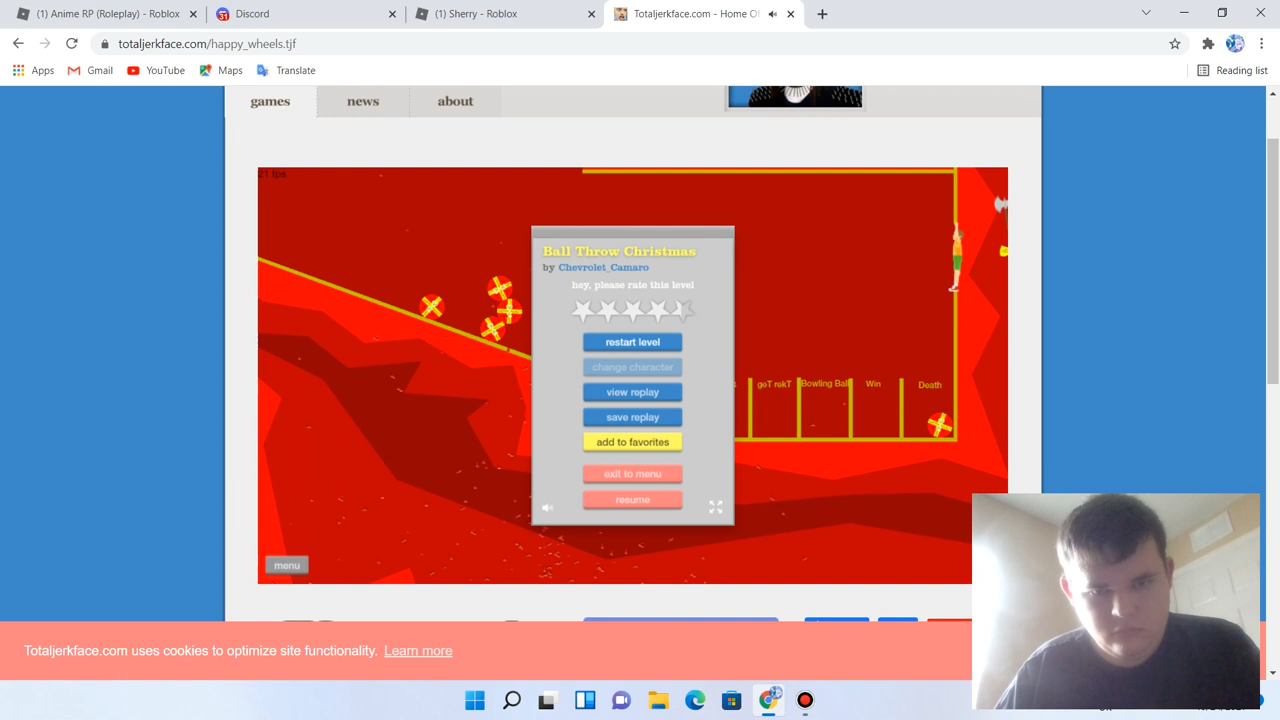 (1) Anime RP (Roleplay) - Roblox
31
Discord
(1) Sherry - Roblox
Totaljerkface.com - Home Of
totaljerkface.com/happy_wheels.tjf
Apps
Gmail
YouTube
Maps
Translate
Reading list
games
news
about
21 fps
Ball Throw Christmas
by Chevrolet_Camaro
hey, please rate this level
restart level
change character
view replay
save replay
add to favorites
exit to menu
resume
goT rekT
Bowling Ball
Win
Death
menu
Totaljerkface.com uses cookies to optimize site functionality. Learn more